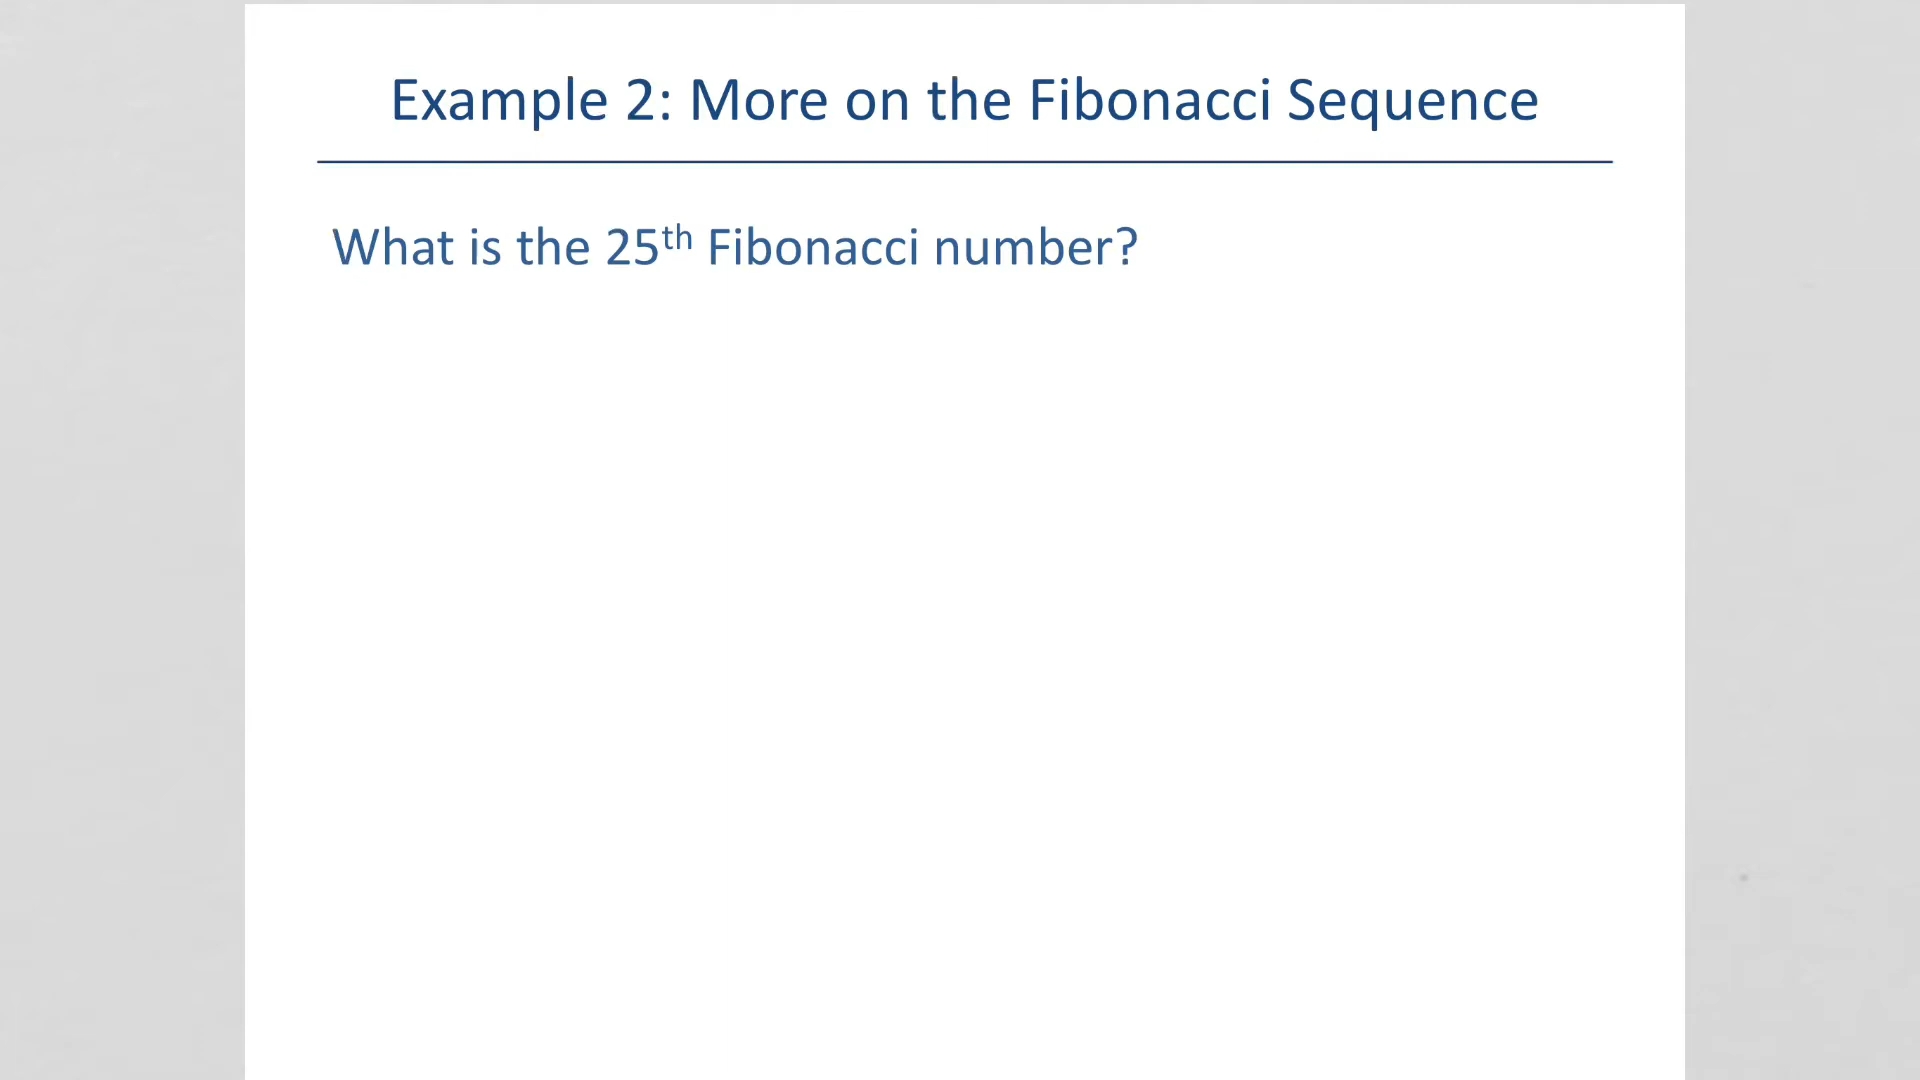 Example 2: More on the Fibonacci Sequence
What is the 25th Fibonacci number?